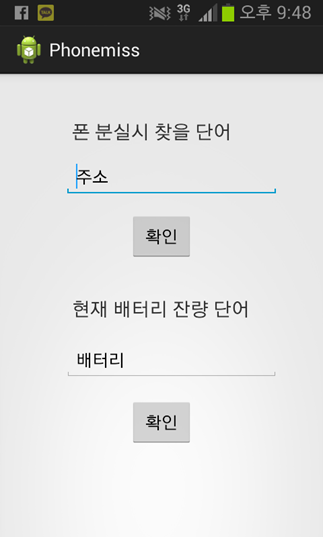 3G 오후 9:48
Phonemiss
폰 분실시 찾을 단어
주소
확인
현재 배터리 잔량 단어
배터리
확인